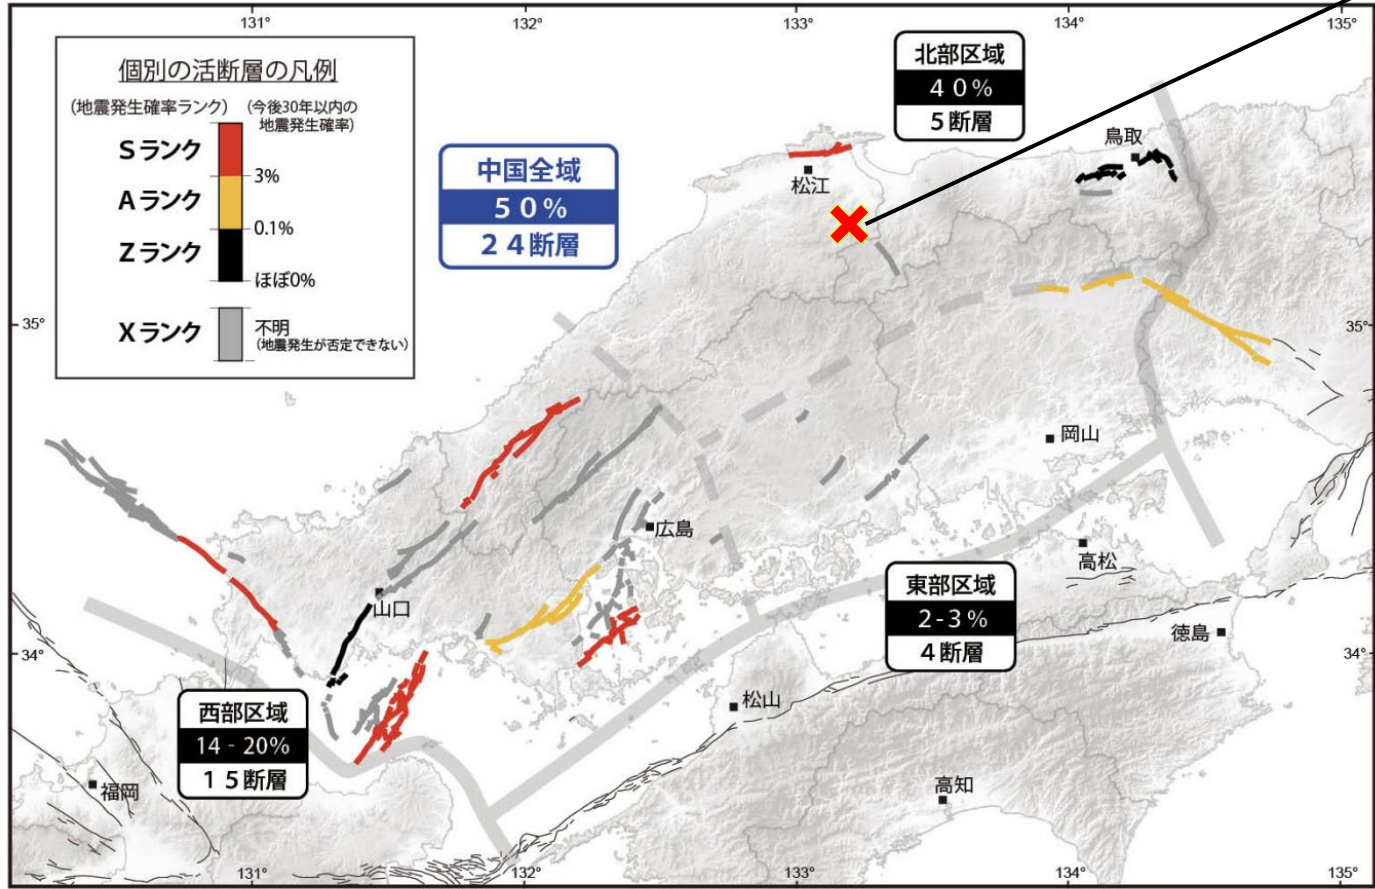 131°
132°
133°
134°
135°
個別の活断層の凡例
(地震発生確率ランク)
(今後30年以内の
地震発生確率)
Sランク
3%
Aランク
0.1%
Zランク
ほぼ0%
Xランク
不明
(地震発生が否定できない)
中国全域
50%
24断層
北部区域
40%
5断層
鳥取
松江
35°
35°
岡山
広島
高松
山口
東部区域
2-3%
4断層
徳島
34°
34°
松山
西部区域
14-20%
15断層
福岡
高知
131°
132°
133°
134°
135°